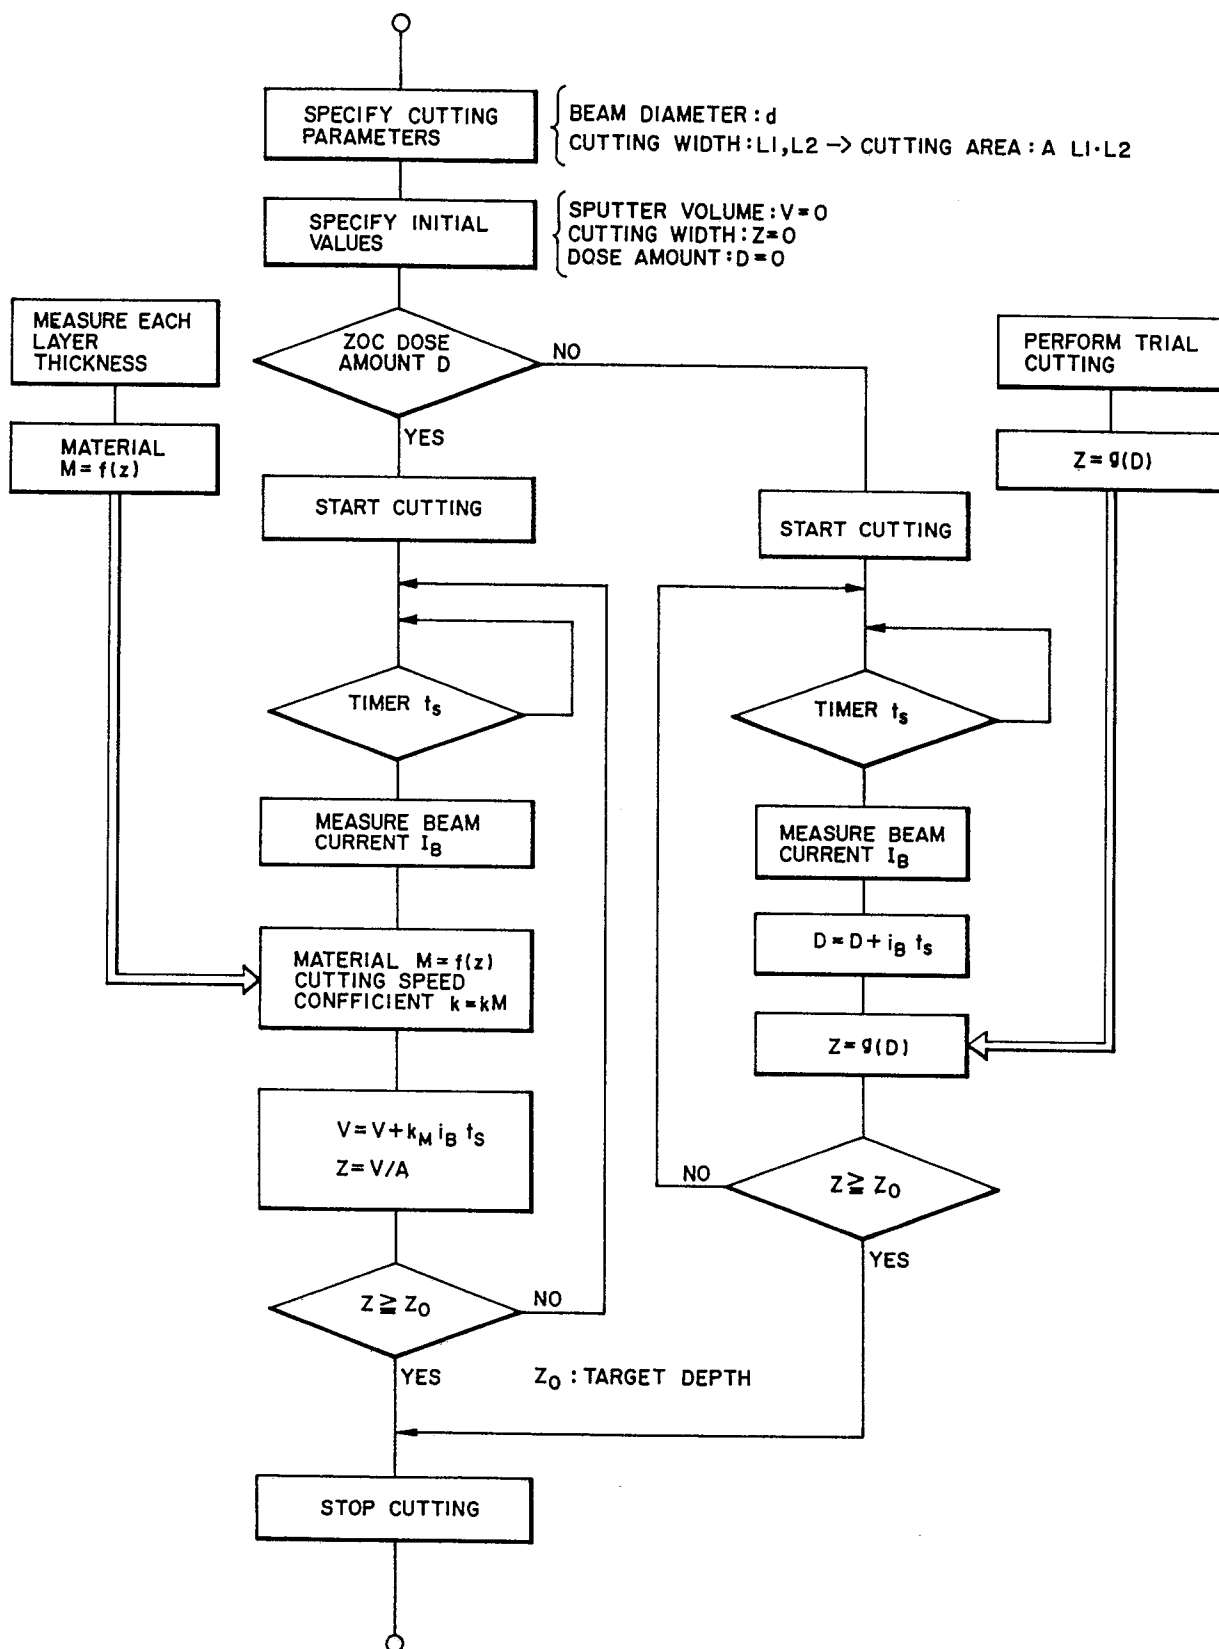 SPECIFY CUTTING
PARAMETERS
BEAM DIAMETER : d
CUTTING WIDTH : L1, L2 → CUTTING AREA : A L1·L2
SPECIFY INITIAL
VALUES
SPUTTER VOLUME : V=0
CUTTING WIDTH : Z=0
DOSE AMOUNT : D=0
MEASURE EACH
LAYER
THICKNESS
MATERIAL
M=f(z)
ZOC DOSE
AMOUNT D
NO
YES
PERFORM TRIAL
CUTTING
Z=g(D)
START CUTTING
TIMER ts
MEASURE BEAM
CURRENT IB
MATERIAL M=f(z)
CUTTING SPEED
CONFFICIENT k=kM
V=V+kM iB tS
Z=V/A
Z ≧ Z0
NO
YES
START CUTTING
TIMER ts
MEASURE BEAM
CURRENT IB
D=D+iB ts
Z=g(D)
Z ≧ Z0
NO
YES
Z0 : TARGET DEPTH
STOP CUTTING